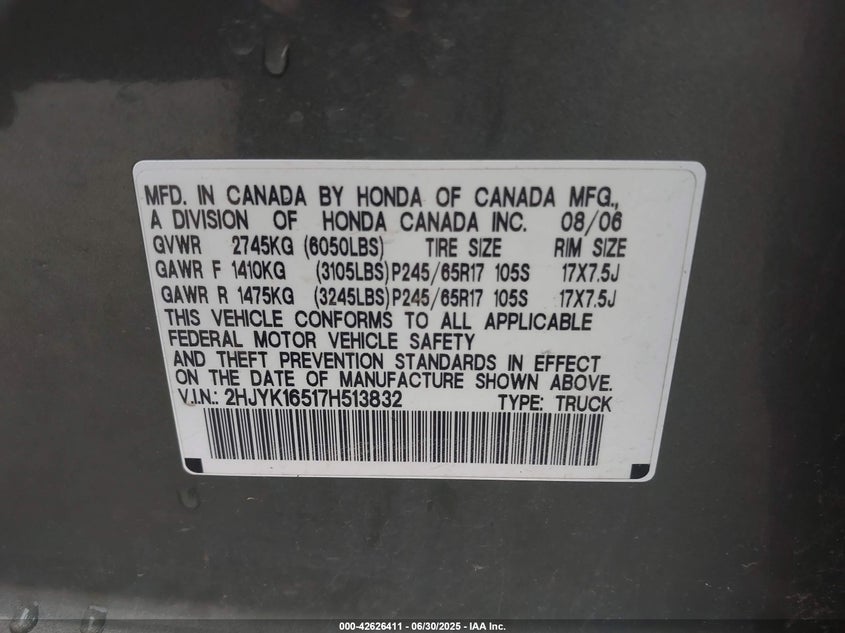 MFD. IN CANADA BY HONDA OF CANADA MFG.,
A DIVISION OF HONDA CANADA INC. 08/06
GVWR 2745KG (6050LBS) TIRE SIZE RIM SIZE
GAWR F 1410KG (3105LBS) P245/65R17 105S 17X7.5J
GAWR R 1475KG (3245LBS) P245/65R17 105S 17X7.5J
THIS VEHICLE CONFORMS TO ALL APPLICABLE
FEDERAL MOTOR VEHICLE SAFETY
AND THEFT PREVENTION STANDARDS IN EFFECT
ON THE DATE OF MANUFACTURE SHOWN ABOVE.
V.I.N.: 2HJYK16517H513832 TYPE: TRUCK
000-42626411 - 06/30/2025 - IAA Inc.